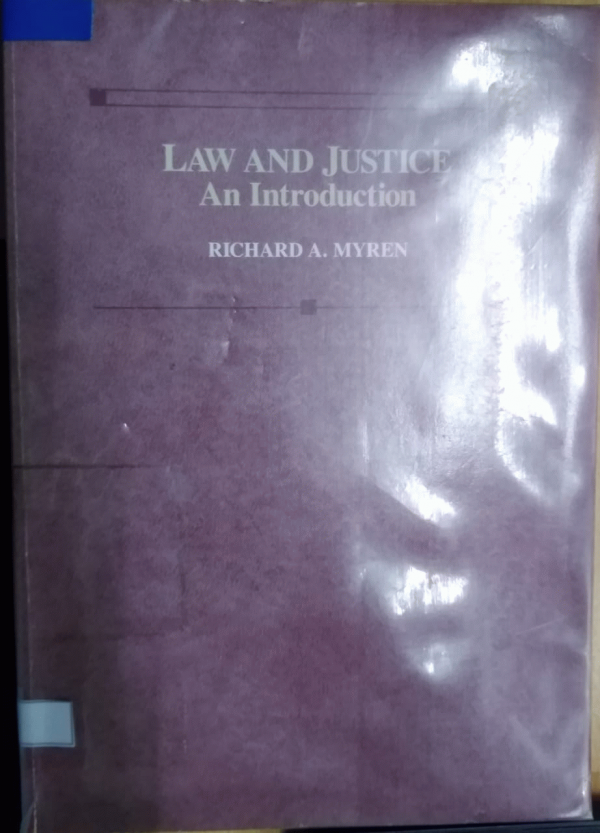 LAW AND JUSTICE
An Introduction
RICHARD A. MYREN